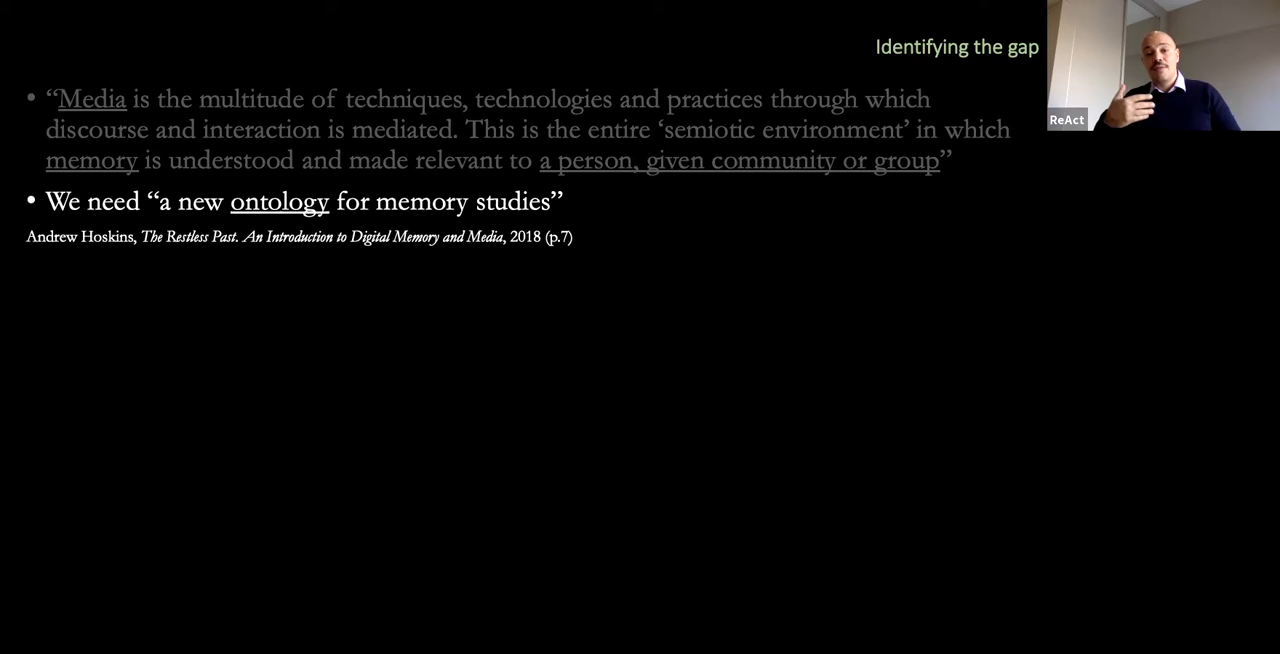 Identifying the gap
ReAct
• “Media is the multitude of techniques, technologies and practices through which
discourse and interaction is mediated. This is the entire ‘semiotic environment’ in which
memory is understood and made relevant to a person, given community or group”
• We need “a new ontology for memory studies”
Andrew Hoskins, The Restless Past. An Introduction to Digital Memory and Media, 2018 (p.7)